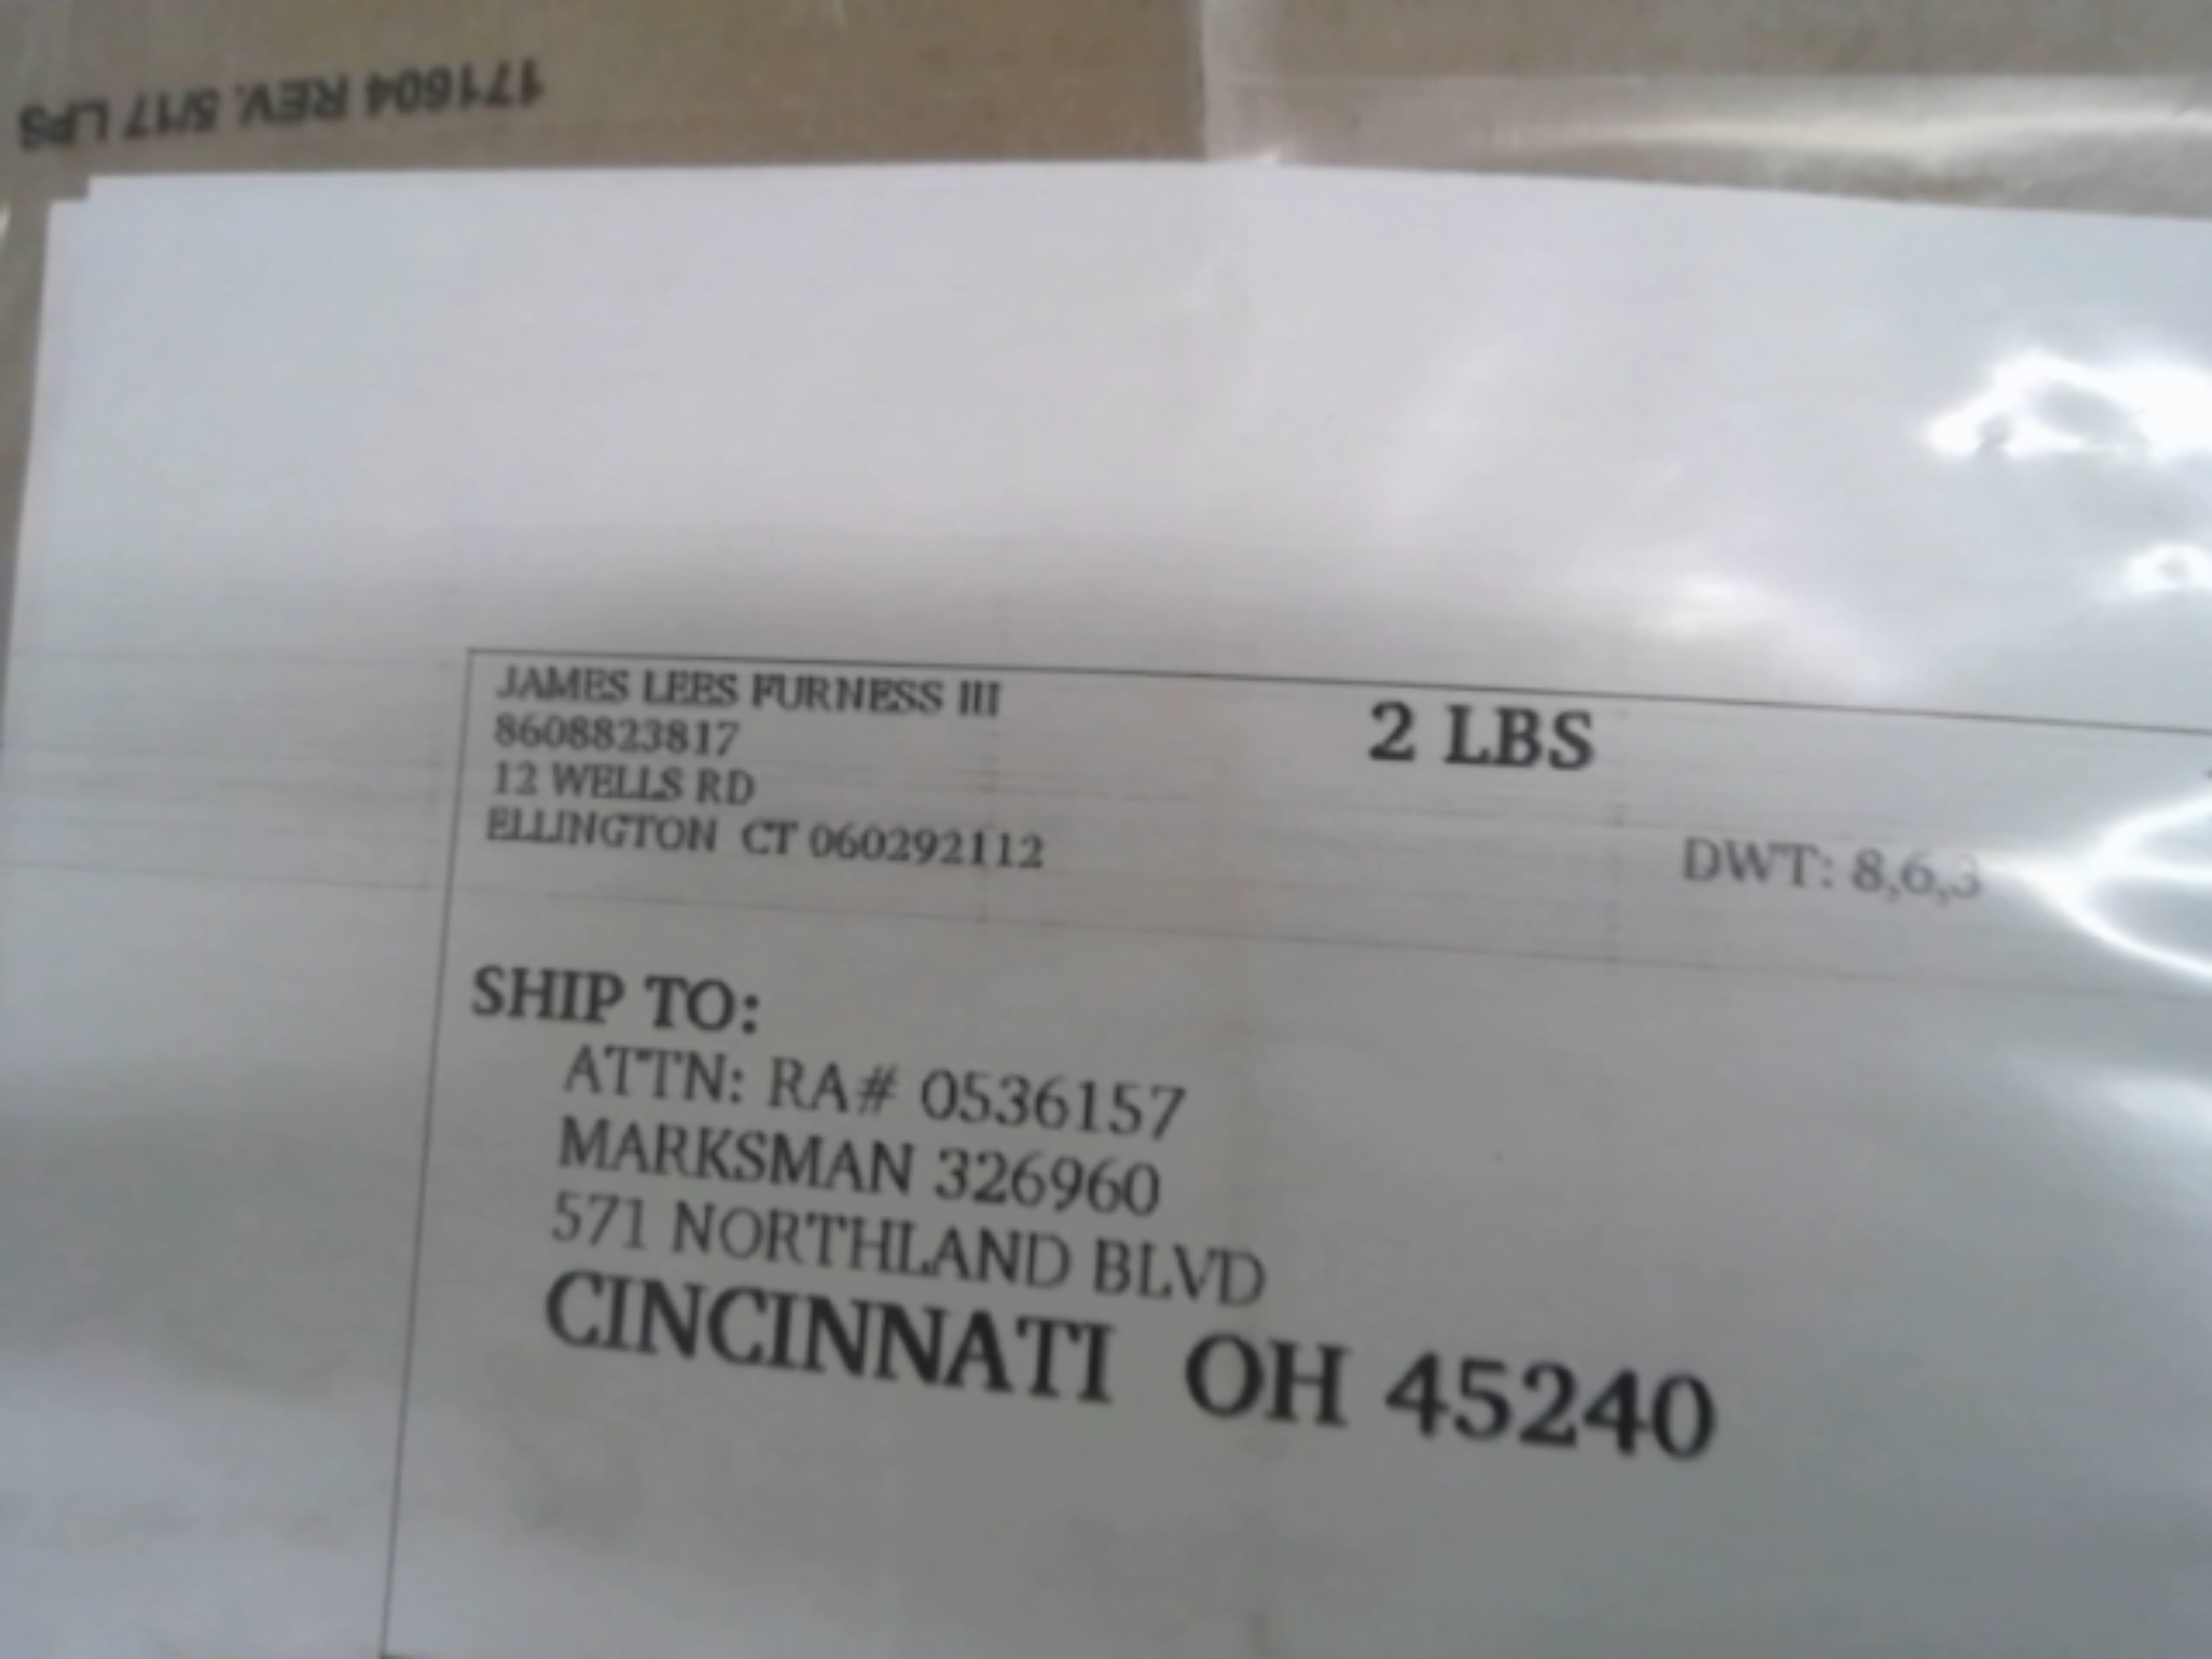 171604 REV. 5/17 LPS
JAMES LEES FURNESS III
8608823817
12 WELLS RD
ELLINGTON CT 060292112
2 LBS
DWT: 8,6,3
SHIP TO:
ATTN: RA# 0536157
MARKSMAN 326960
571 NORTHLAND BLVD
CINCINNATI OH 45240